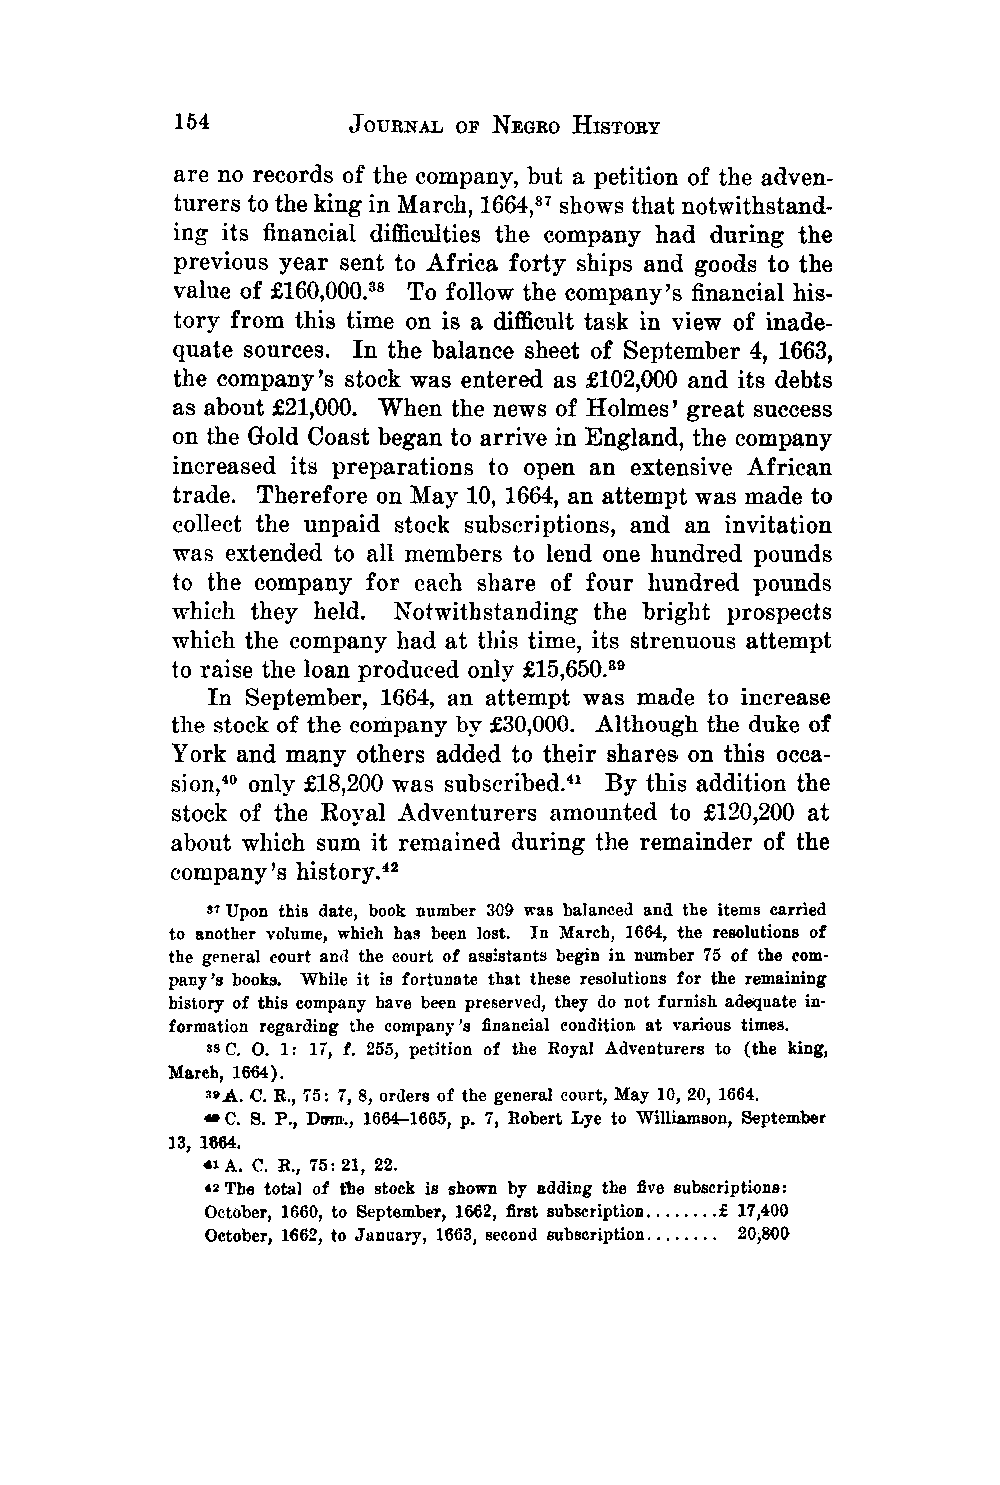 154 JOURNAL OF NEGRO HISTORY
are no records of the company, but a petition of the adven-
turers to the king in March, 1664,³⁷ shows that notwithstand-
ing its financial difficulties the company had during the
previous year sent to Africa forty ships and goods to the
value of £160,000.³⁸ To follow the company's financial his-
tory from this time on is a difficult task in view of inade-
quate sources. In the balance sheet of September 4, 1663,
the company's stock was entered as £102,000 and its debts
as about £21,000. When the news of Holmes' great success
on the Gold Coast began to arrive in England, the company
increased its preparations to open an extensive African
trade. Therefore on May 10, 1664, an attempt was made to
collect the unpaid stock subscriptions, and an invitation
was extended to all members to lend one hundred pounds
to the company for each share of four hundred pounds
which they held. Notwithstanding the bright prospects
which the company had at this time, its strenuous attempt
to raise the loan produced only £15,650.³⁹
In September, 1664, an attempt was made to increase
the stock of the company by £30,000. Although the duke of
York and many others added to their shares on this occa-
sion,⁴⁰ only £18,200 was subscribed.⁴¹ By this addition the
stock of the Royal Adventurers amounted to £120,200 at
about which sum it remained during the remainder of the
company's history.⁴²
³⁷ Upon this date, book number 309 was balanced and the items carried
to another volume, which has been lost. In March, 1664, the resolutions of
the general court and the court of assistants begin in number 75 of the com-
pany's books. While it is fortunate that these resolutions for the remaining
history of this company have been preserved, they do not furnish adequate in-
formation regarding the company's financial condition at various times.
³⁸ C. O. 1: 17, f. 255, petition of the Royal Adventurers to (the king,
March, 1664).
³⁹ A. C. R., 75: 7, 8, orders of the general court, May 10, 20, 1664.
⁴⁰ C. S. P., Dom., 1664–1665, p. 7, Robert Lye to Williamson, September
13, 1664.
⁴¹ A. C. R., 75: 21, 22.
⁴² The total of the stock is shown by adding the five subscriptions:
October, 1660, to September, 1662, first subscription........£ 17,400
October, 1662, to January, 1663, second subscription........ 20,800